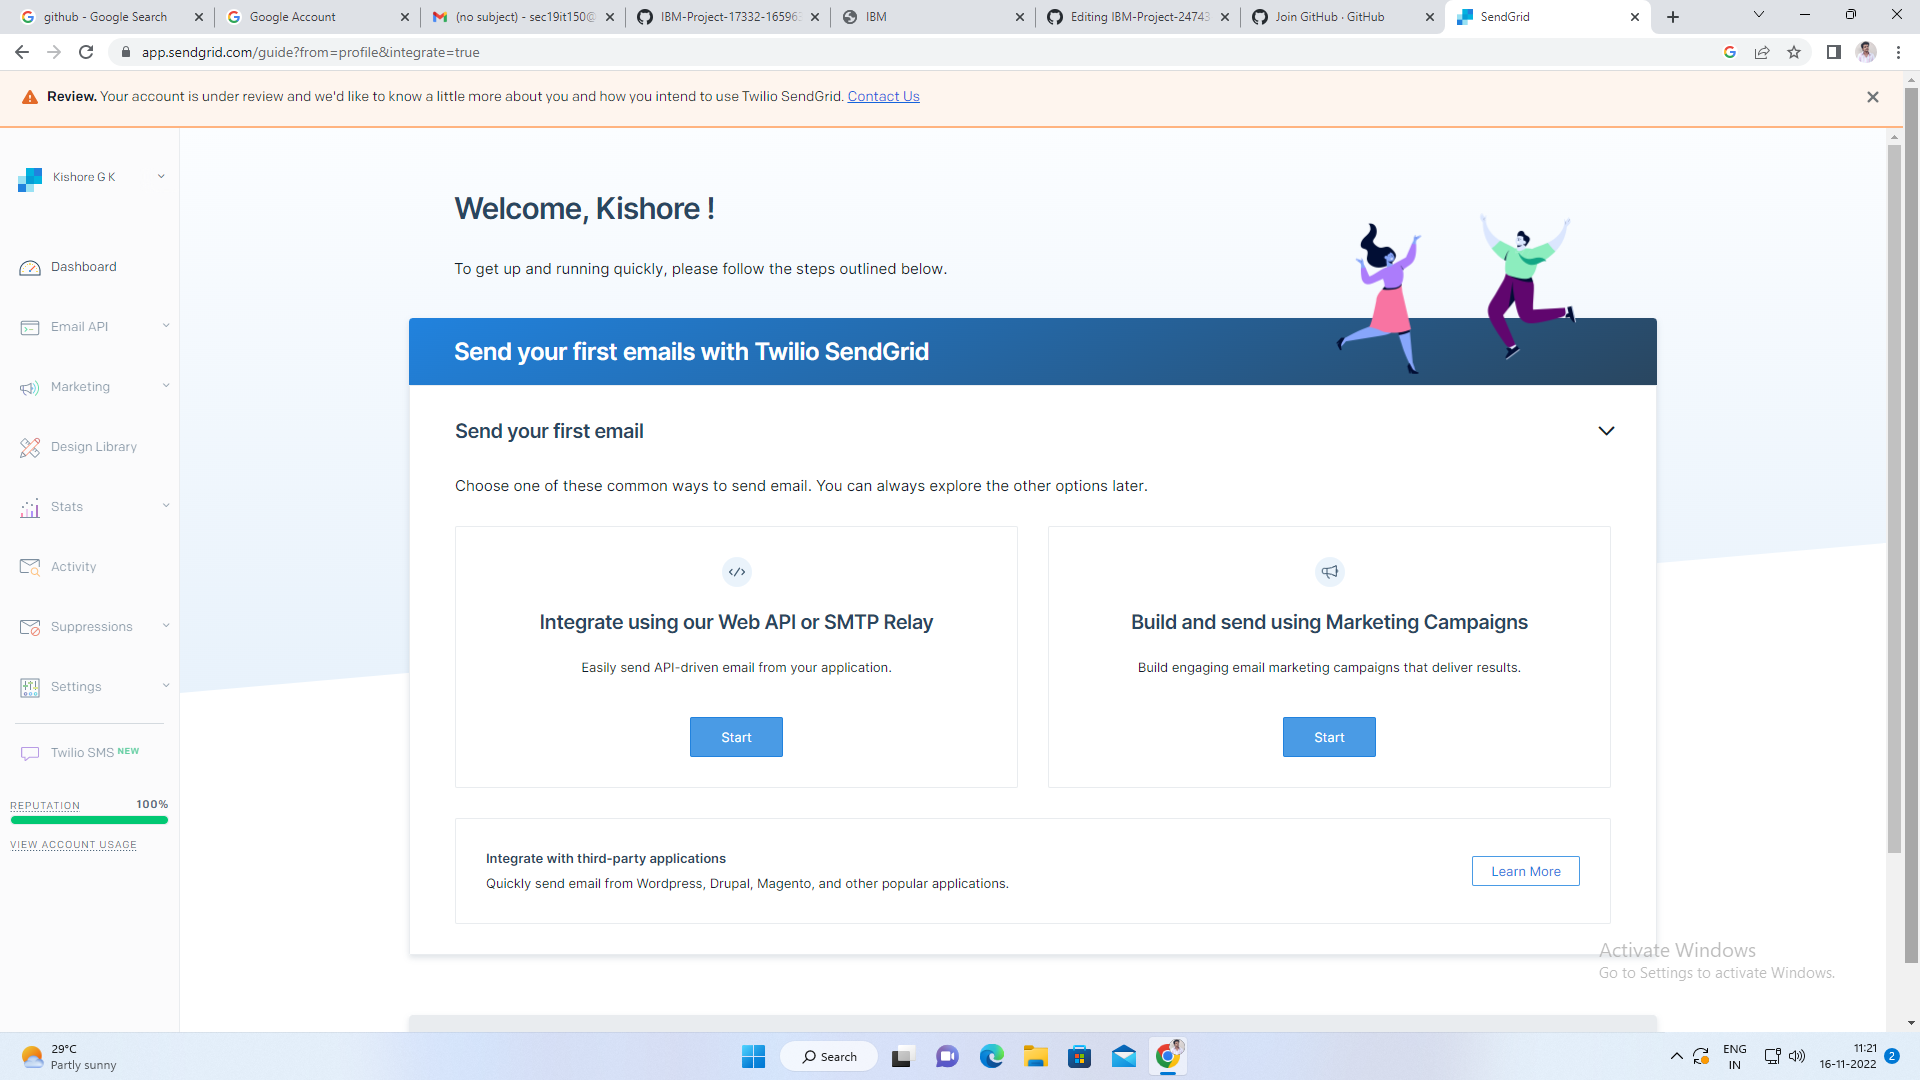 github - Google Search
Google Account
(no subject) - sec19it150@
IBM-Project-17332-16596
IBM
Editing IBM-Project-24743
Join GitHub · GitHub
SendGrid
app.sendgrid.com/guide?from=profile&integrate=true
Review. Your account is under review and we'd like to know a little more about you and how you intend to use Twilio SendGrid. Contact Us
Kishore G K
Dashboard
Email API
Marketing
Design Library
Stats
Activity
Suppressions
Settings
Twilio SMS NEW
REPUTATION 100%
VIEW ACCOUNT USAGE
Welcome, Kishore !
To get up and running quickly, please follow the steps outlined below.
Send your first emails with Twilio SendGrid
Send your first email
Choose one of these common ways to send email. You can always explore the other options later.
Integrate using our Web API or SMTP Relay
Easily send API-driven email from your application.
Start
Build and send using Marketing Campaigns
Build engaging email marketing campaigns that deliver results.
Start
Integrate with third-party applications
Quickly send email from Wordpress, Drupal, Magento, and other popular applications.
Learn More
Activate Windows
Go to Settings to activate Windows.
29°C
Partly sunny
Search
ENG
IN
11:21
16-11-2022
2